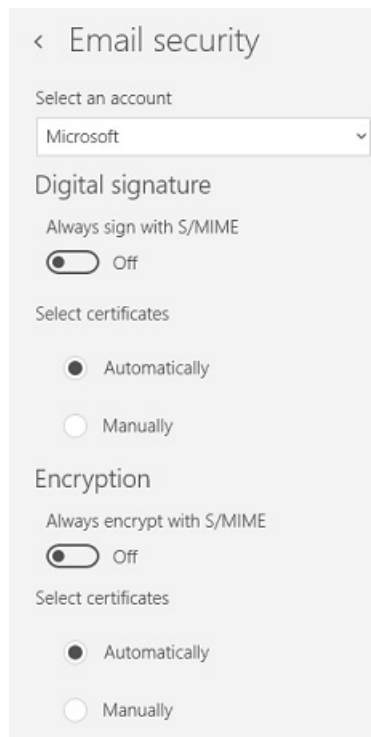 Email security
Select an account
Microsoft
Digital signature
Always sign with S/MIME
Off
Select certificates
Automatically
Manually
Encryption
Always encrypt with S/MIME
Off
Select certificates
Automatically
Manually